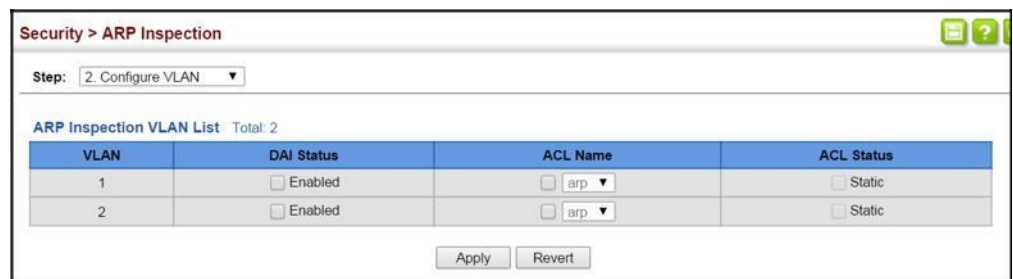 Security > ARP Inspection
?
Step: 2. Configure VLAN
ARP Inspection VLAN List Total: 2
VLAN DAI Status ACL Name ACL Status
1 Enabled arp Static
2 Enabled arp Static
Apply Revert